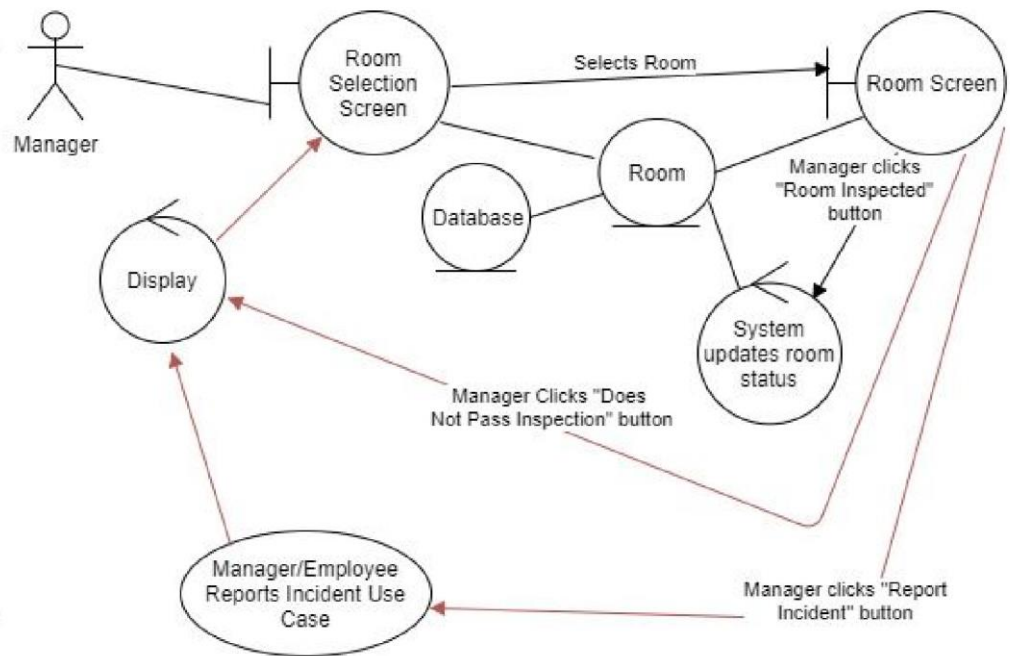 Manager
Room
Selection
Screen
Selects Room
Room Screen
Room
Database
Manager clicks
"Room Inspected"
button
Display
System
updates room
status
Manager Clicks "Does
Not Pass Inspection" button
Manager/Employee
Reports Incident Use
Case
Manager clicks "Report
Incident" button